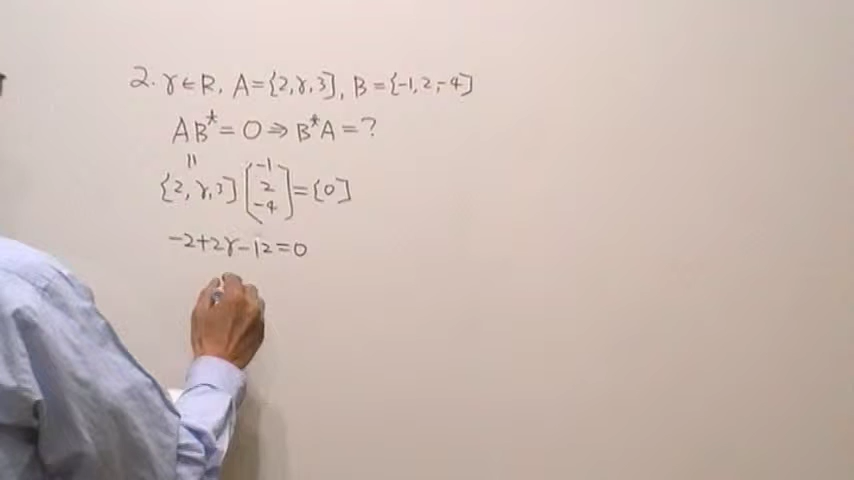 2. γ∈R, A=[2,γ,3], B=[-1,2,-4]
AB*=0⇒B*A=?
॥
[2,γ,3][-1 2 -4]=[0]
-2+2γ-12=0